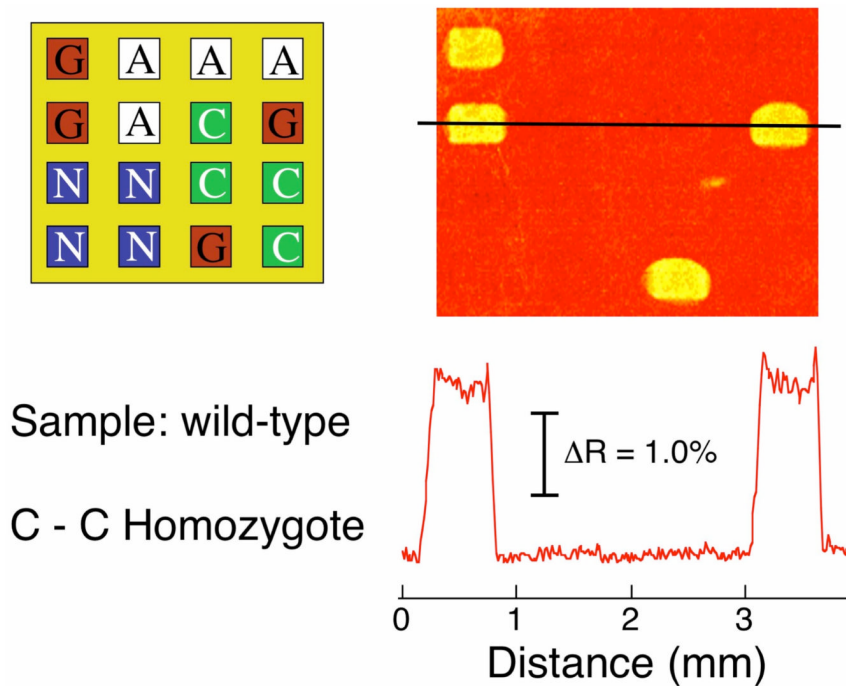 G A A A
G A C G
N N C C
N N G C
Sample: wild-type
C - C Homozygote
ΔR = 1.0%
0 1 2 3
Distance (mm)